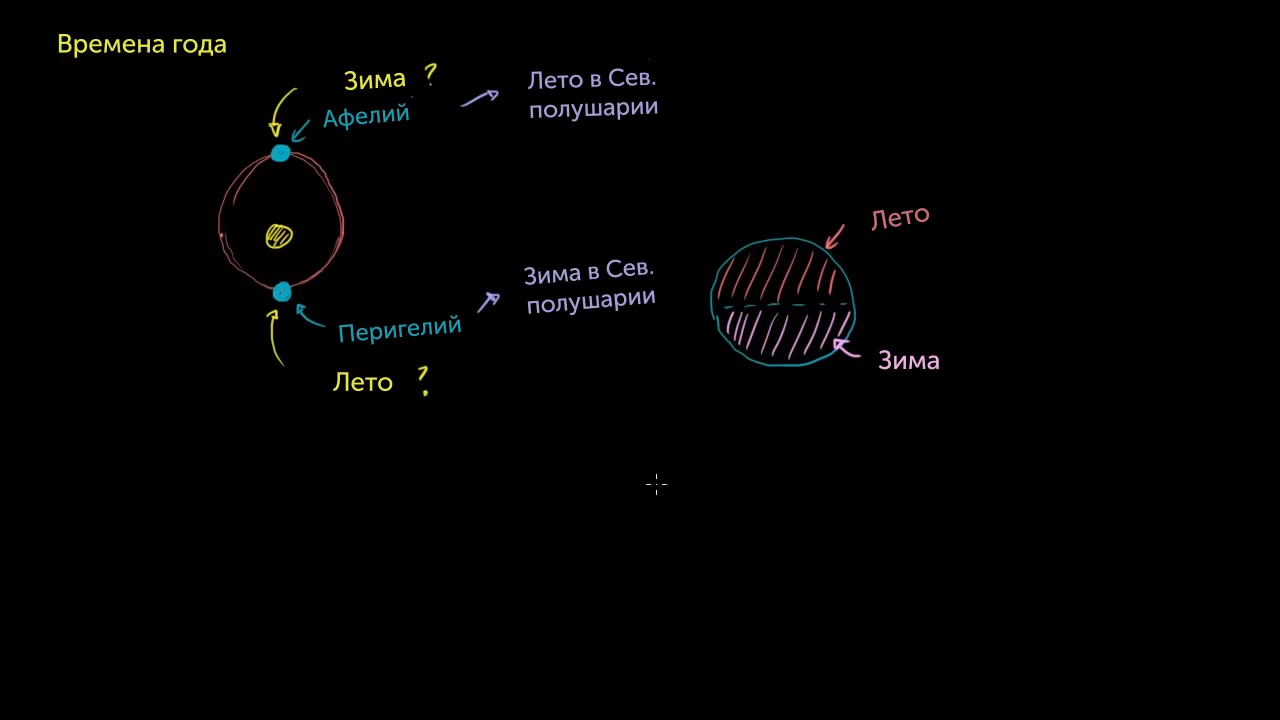 Времена года
Зима ?
Афелий
Лето в Сев.
полушарии
Лето
Зима в Сев.
полушарии
Перигелий
Зима
Лето ?